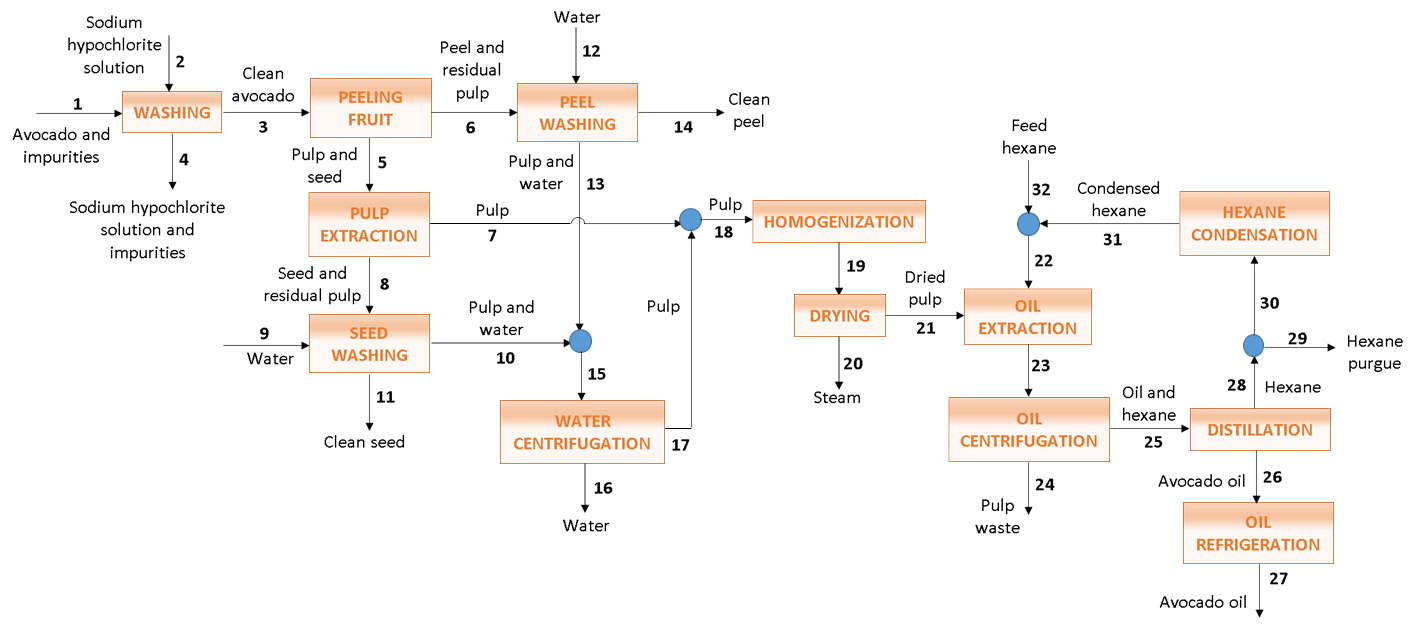 Sodium
hypochlorite
solution
2
1
Avocado and
impurities
WASHING
4
Sodium hypochlorite
solution and
impurities
Clean
avocado
3
PEELING
FRUIT
Peel and
residual
pulp
6
Water
12
PEEL
WASHING
14
Clean
peel
Pulp and
seed
5
Pulp and
water
13
PULP
EXTRACTION
Pulp
7
Seed and
residual pulp
8
9
Water
SEED
WASHING
Pulp and
water
10
11
Clean seed
15
WATER
CENTRIFUGATION
16
Water
17
Pulp
Pulp
18
HOMOGENIZATION
19
DRYING
20
Steam
Dried
pulp
21
Feed
hexane
32
Condensed
hexane
31
HEXANE
CONDENSATION
22
OIL
EXTRACTION
23
OIL
CENTRIFUGATION
24
Pulp
waste
Oil and
hexane
25
30
29
Hexane
purgue
28
Hexane
DISTILLATION
Avocado oil
26
OIL
REFRIGERATION
27
Avocado oil